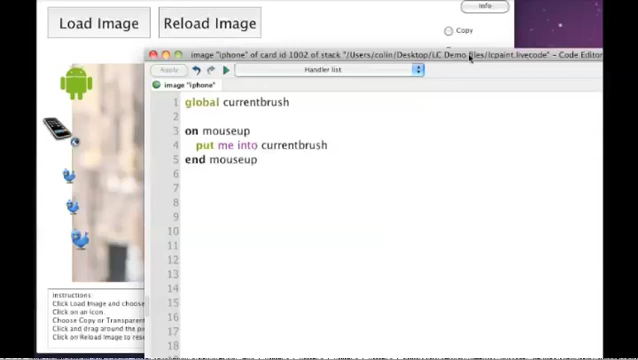 Load Image
Reload Image
Info
Copy
image "iphone" of card id 1002 of stack "/Users/colin/Desktop/LC Demo files/lcpaint.livecode" - Code Editor
Apply
Handler list
image "iphone"
1 global currentbrush
2
3 on mouseup
4 put me into currentbrush
5 end mouseup
6
7
8
9
10
11
12
13
14
15
16
17
18
Instructions:
Click Load Image and choose
Click on an icon.
Choose Copy or Transparen
Click and drag around the pi
Click on Reload Image to res